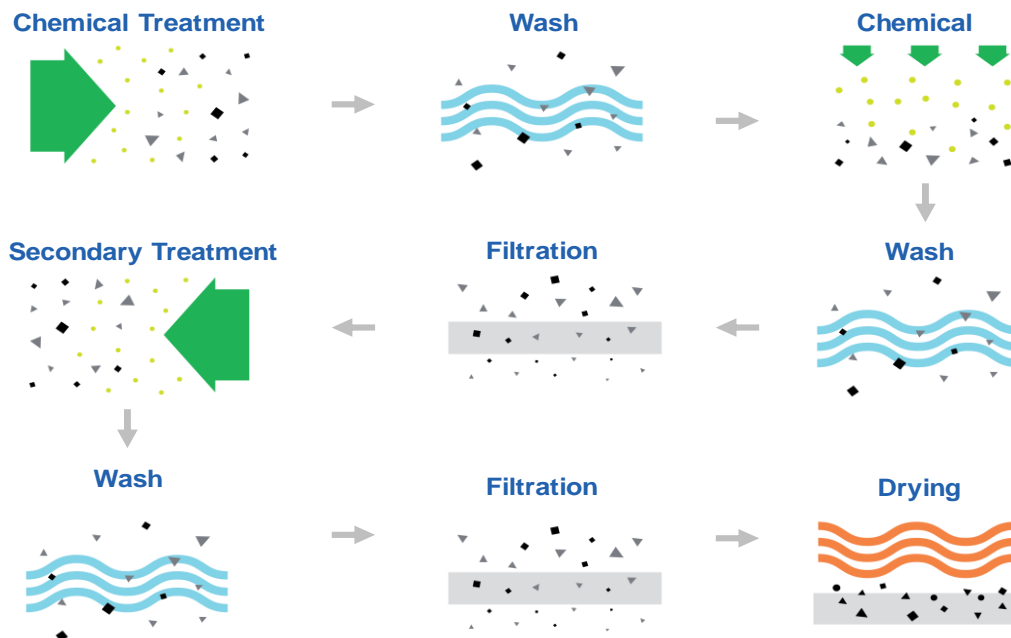 Chemical Treatment
Wash
Chemical
Secondary Treatment
Filtration
Wash
Wash
Filtration
Drying